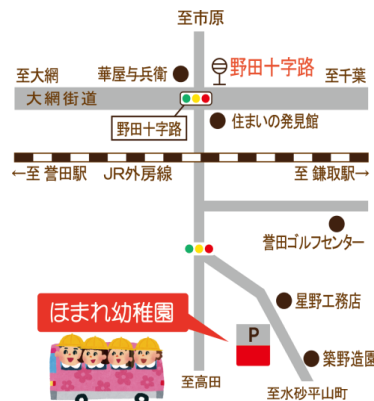 至市原
野田十字路
至大網
華屋与兵衛
至千葉
大網街道
野田十字路
住まいの発見館
←至 誉田駅
JR外房線
至 鎌取駅→
誉田ゴルフセンター
ほまれ幼稚園
P
星野工務店
築野造園
至高田
至水砂平山町